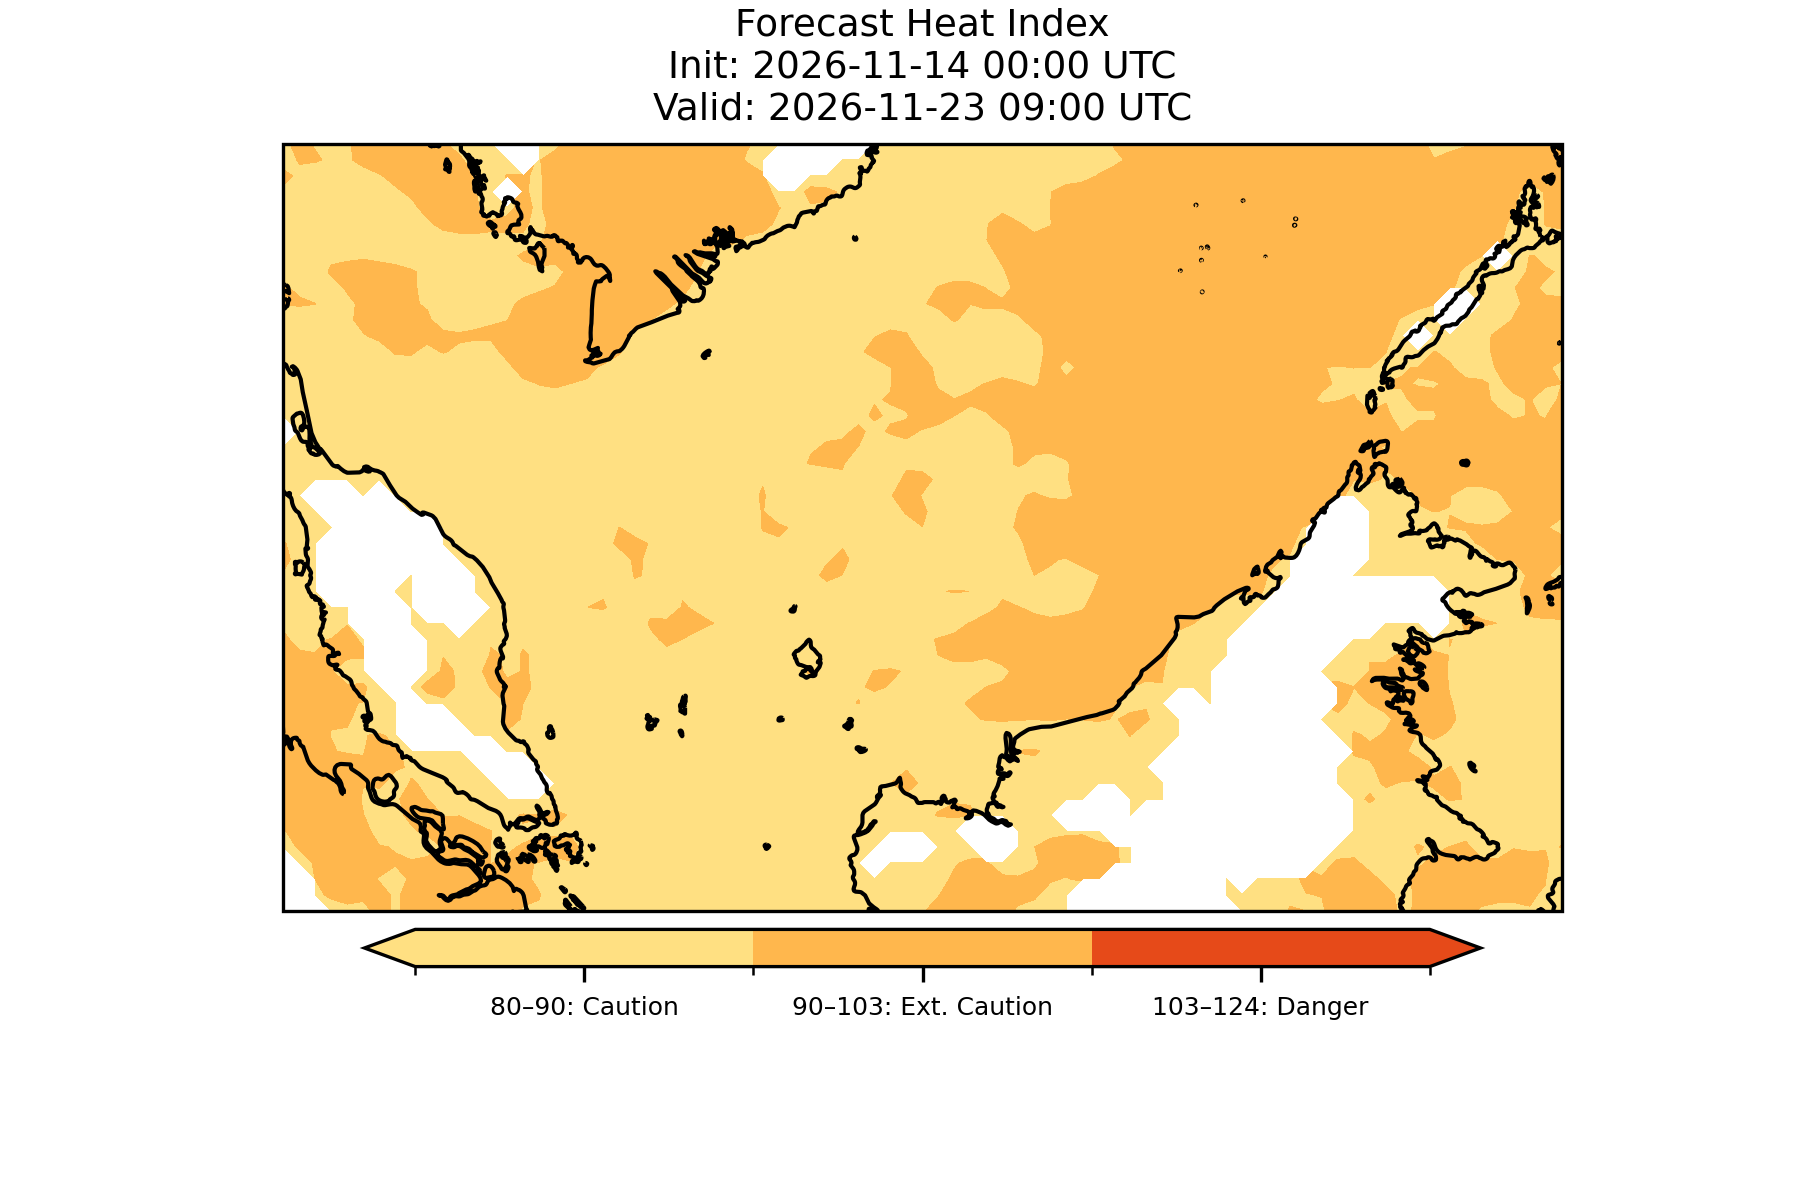 Forecast Heat Index
Init: 2026-11-14 00:00 UTC
Valid: 2026-11-23 09:00 UTC
80–90: Caution
90–103: Ext. Caution
103–124: Danger